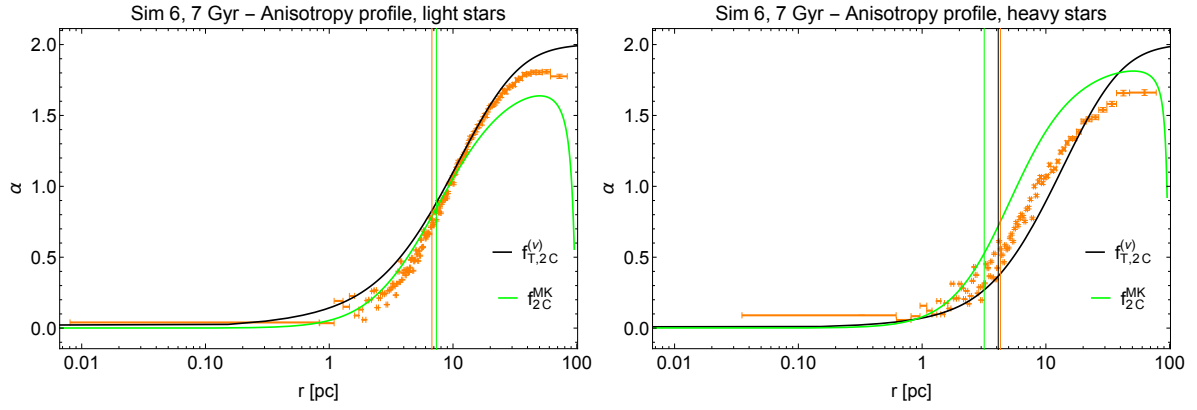 Sim 6, 7 Gyr – Anisotropy profile, light stars
2.0
1.5
1.0
0.5
0.0
α
f_{T,2C}^{(ν)}
f_{2C}^{MK}
0.01 0.10 1 10 100
r [pc]
Sim 6, 7 Gyr – Anisotropy profile, heavy stars
2.0
1.5
1.0
0.5
0.0
α
f_{T,2C}^{(ν)}
f_{2C}^{MK}
0.01 0.10 1 10 100
r [pc]